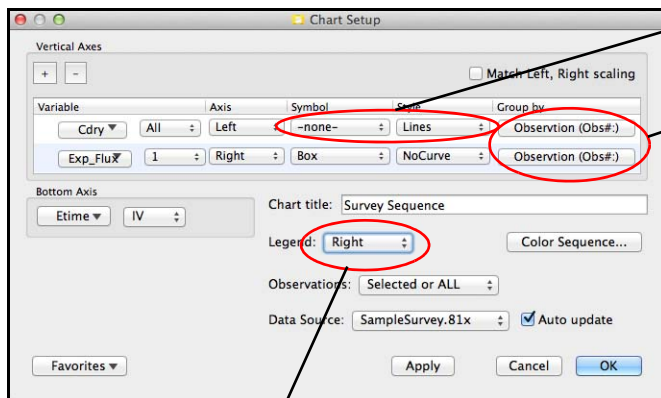 Chart Setup
Vertical Axes
+ -
Match Left, Right scaling
Variable Axis Symbol Style Group by
Cdry All Left -none- Lines Observtion (Obs#:)
Exp_Flux 1 Right Box NoCurve Observtion (Obs#:)
Bottom Axis
Etime IV
Chart title: Survey Sequence
Legend: Right Color Sequence...
Observations: Selected or ALL
Data Source: SampleSurvey.81x Auto update
Favorites Apply Cancel OK